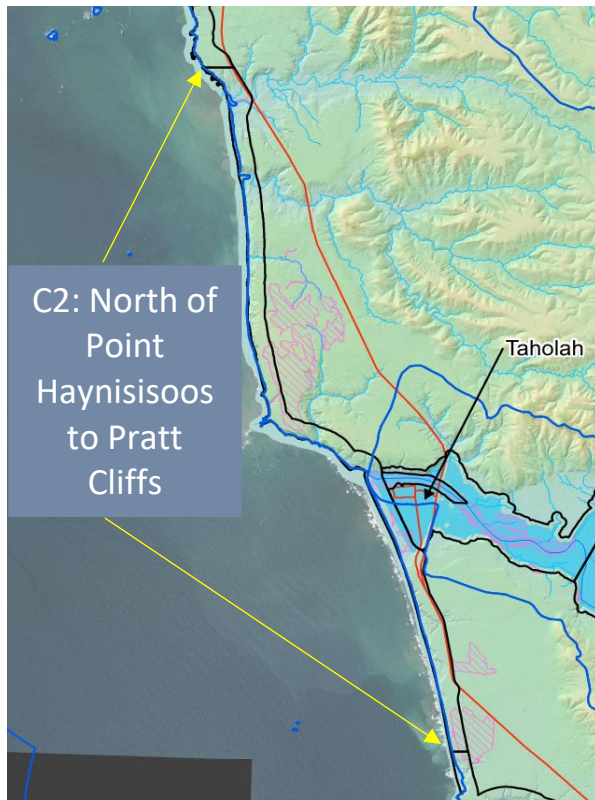 C2: North of
Point
Haynisisoos
to Pratt
Cliffs
Taholah